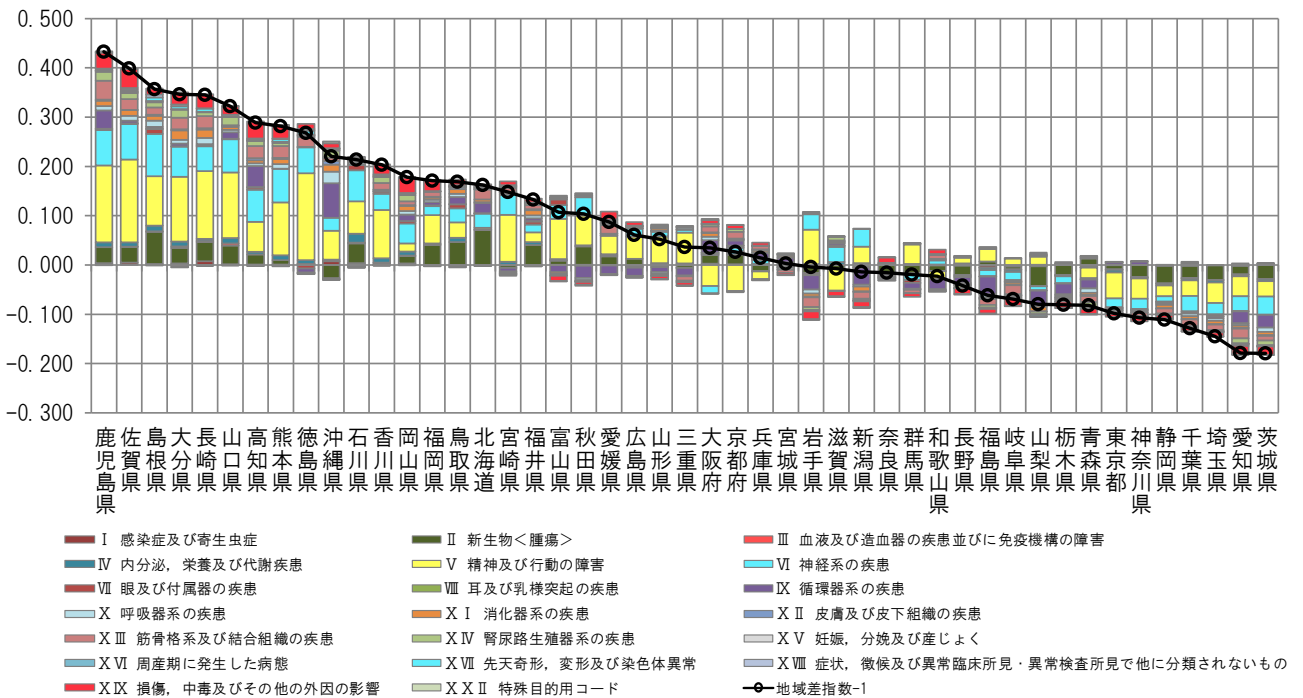 0.500
0.400
0.300
0.200
0.100
0.000
-0.100
-0.200
-0.300
鹿児島県
佐賀県
島根県
大分県
長崎県
山口県
高知県
熊本県
徳島県
沖縄県
石川県
香川県
岡山県
福岡県
鳥取県
北海道
宮崎県
福井県
富山県
秋田県
愛媛県
広島県
山形県
三重県
大阪府
京都府
兵庫県
宮城県
岩手県
滋賀県
新潟県
奈良県
群馬県
和歌山県
長野県
福島県
岐阜県
山梨県
栃木県
青森県
東京都
神奈川県
静岡県
千葉県
埼玉県
愛知県
茨城県
Ⅰ 感染症及び寄生虫症
Ⅱ 新生物<腫瘍>
Ⅲ 血液及び造血器の疾患並びに免疫機構の障害
Ⅳ 内分泌，栄養及び代謝疾患
Ⅴ 精神及び行動の障害
Ⅵ 神経系の疾患
Ⅶ 眼及び付属器の疾患
Ⅷ 耳及び乳様突起の疾患
Ⅸ 循環器系の疾患
Ⅹ 呼吸器系の疾患
ⅩⅠ 消化器系の疾患
ⅩⅡ 皮膚及び皮下組織の疾患
ⅩⅢ 筋骨格系及び結合組織の疾患
ⅩⅣ 腎尿路生殖器系の疾患
ⅩⅤ 妊娠，分娩及び産じょく
ⅩⅥ 周産期に発生した病態
ⅩⅦ 先天奇形，変形及び染色体異常
ⅩⅧ 症状，徴候及び異常臨床所見・異常検査所見で他に分類されないもの
ⅩⅨ 損傷，中毒及びその他の外因の影響
ⅩⅩⅡ 特殊目的用コード
地域差指数-1